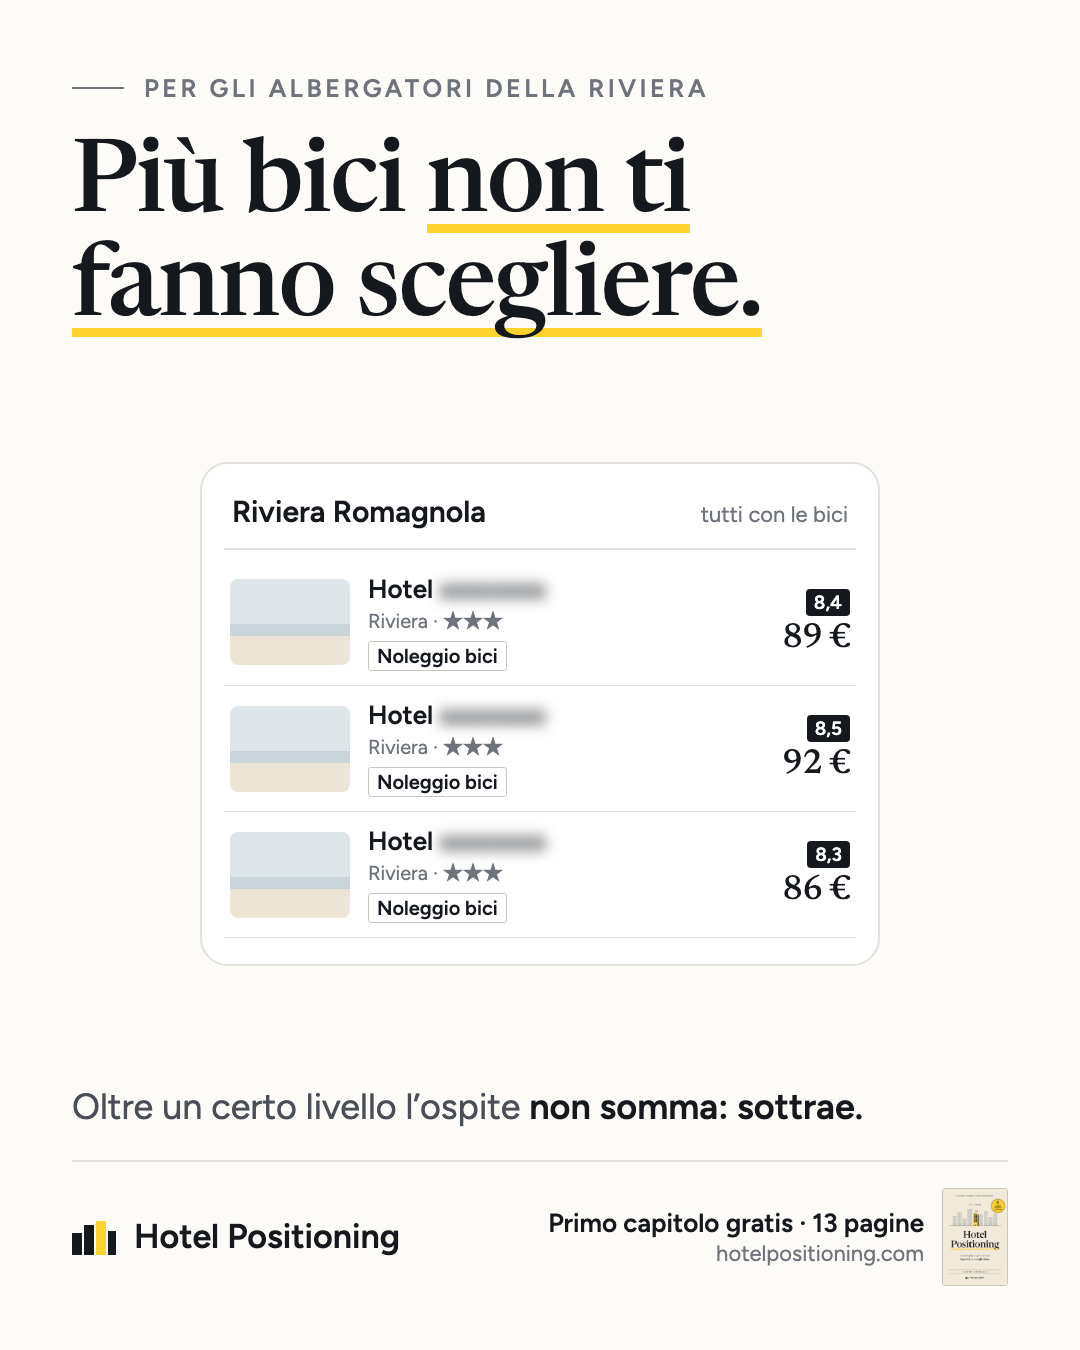 PER GLI ALBERGATORI DELLA RIVIERA
Più bici non ti
fanno scegliere.
Riviera Romagnola
tutti con le bici
Hotel
Riviera · ★★★
Noleggio bici
8,4
89 €
Hotel
Riviera · ★★★
Noleggio bici
8,5
92 €
Hotel
Riviera · ★★★
Noleggio bici
8,3
86 €
Oltre un certo livello l’ospite non somma: sottrae.
Hotel Positioning
Primo capitolo gratis · 13 pagine
hotelpositioning.com
Hotel
Positioning